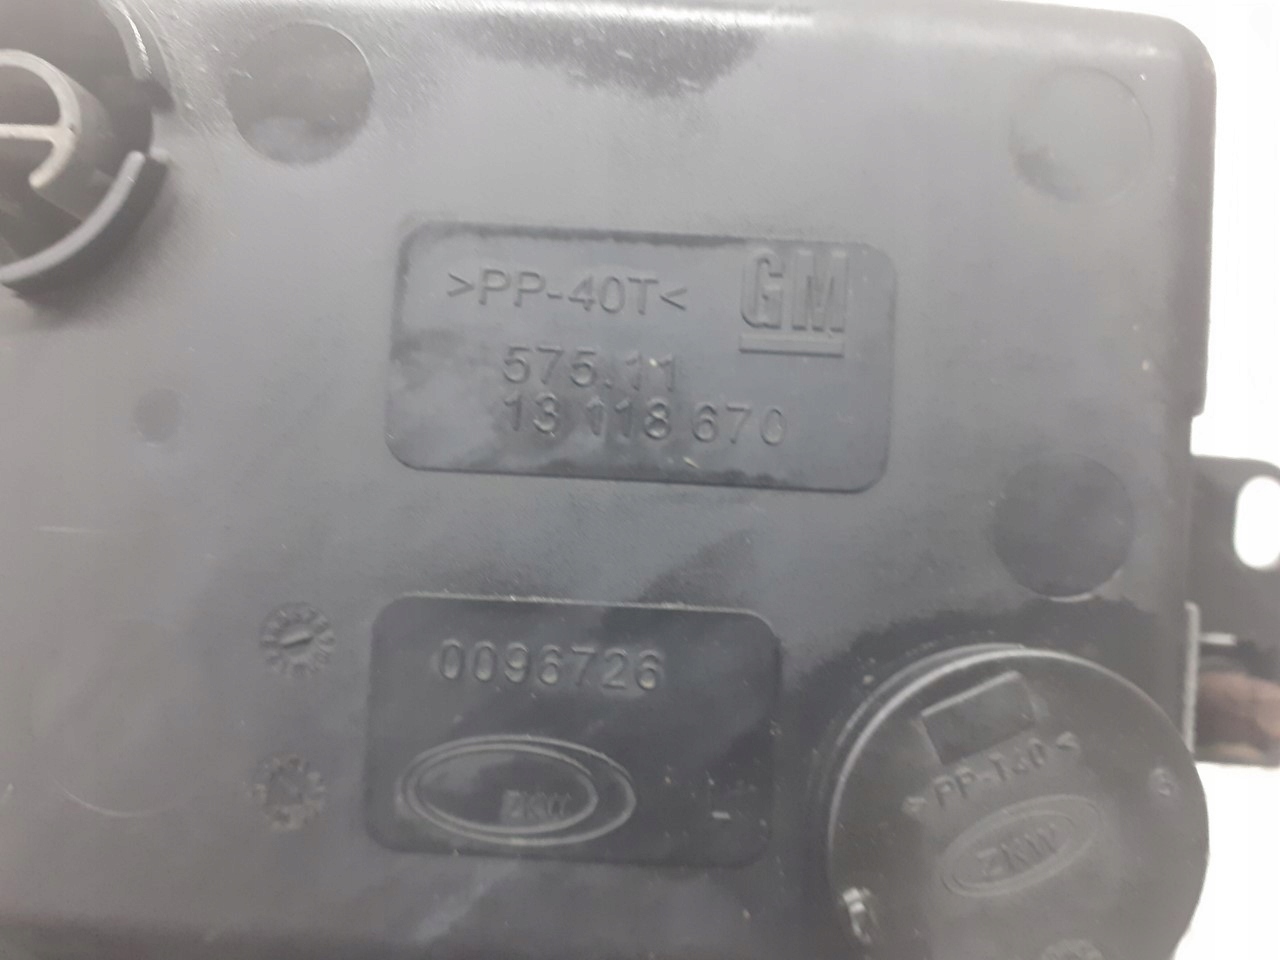 >PP-40T<
GM
575.11
13 118 670
0096726
ZKW
>PP-T40<
ZKW